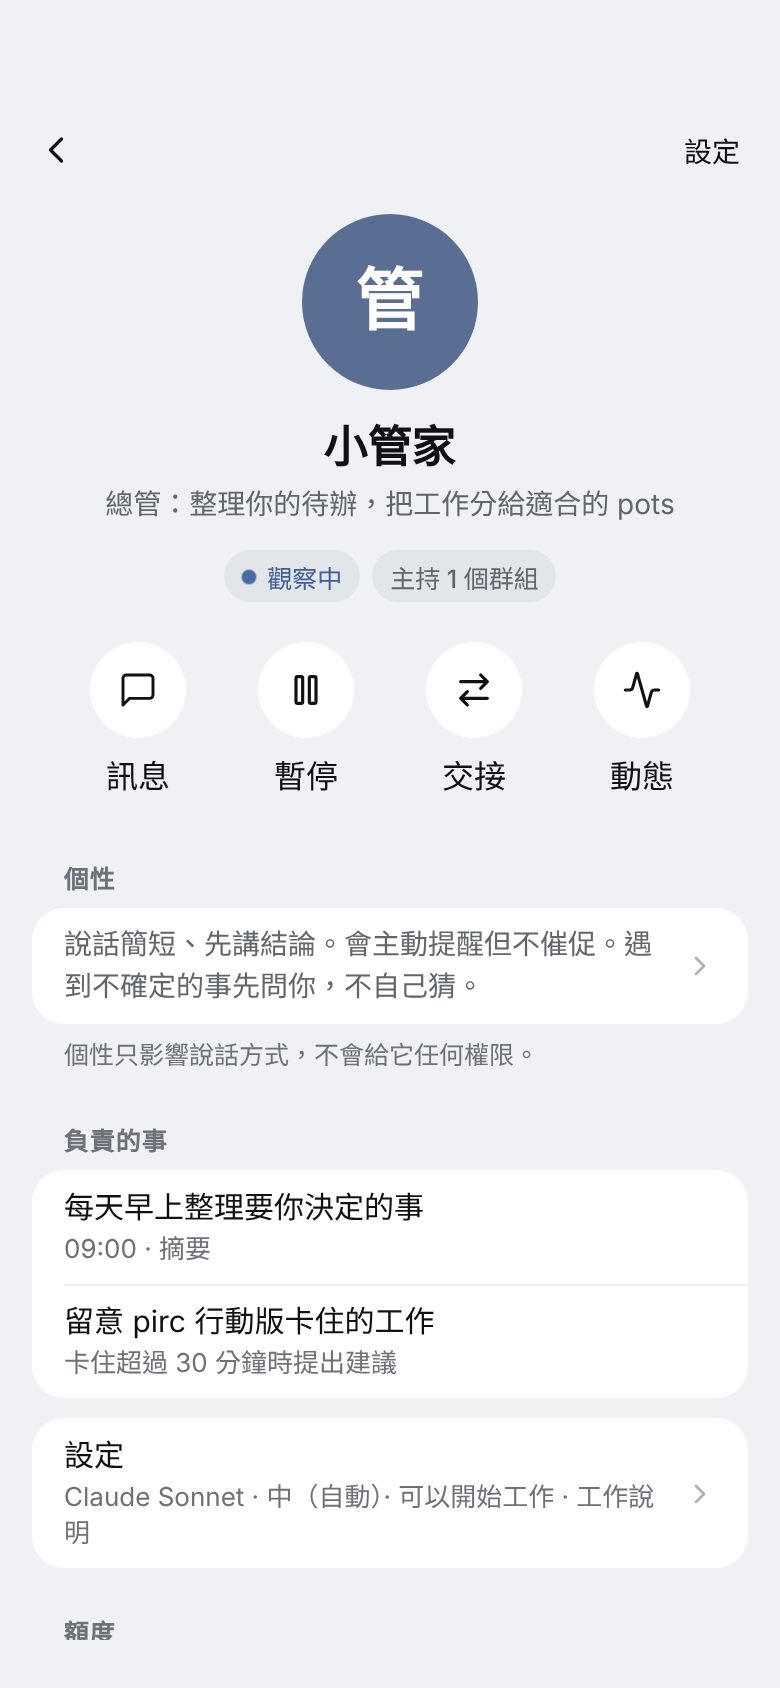 設定
管
小管家
總管：整理你的待辦，把工作分給適合的 pots
觀察中
主持 1 個群組
訊息
暫停
交接
動態
個性
說話簡短、先講結論。會主動提醒但不催促。遇
到不確定的事先問你，不自己猜。
個性只影響說話方式，不會給它任何權限。
負責的事
每天早上整理要你決定的事
09:00 · 摘要
留意 pirc 行動版卡住的工作
卡住超過 30 分鐘時提出建議
設定
Claude Sonnet · 中（自動）· 可以開始工作 · 工作說
明
額度